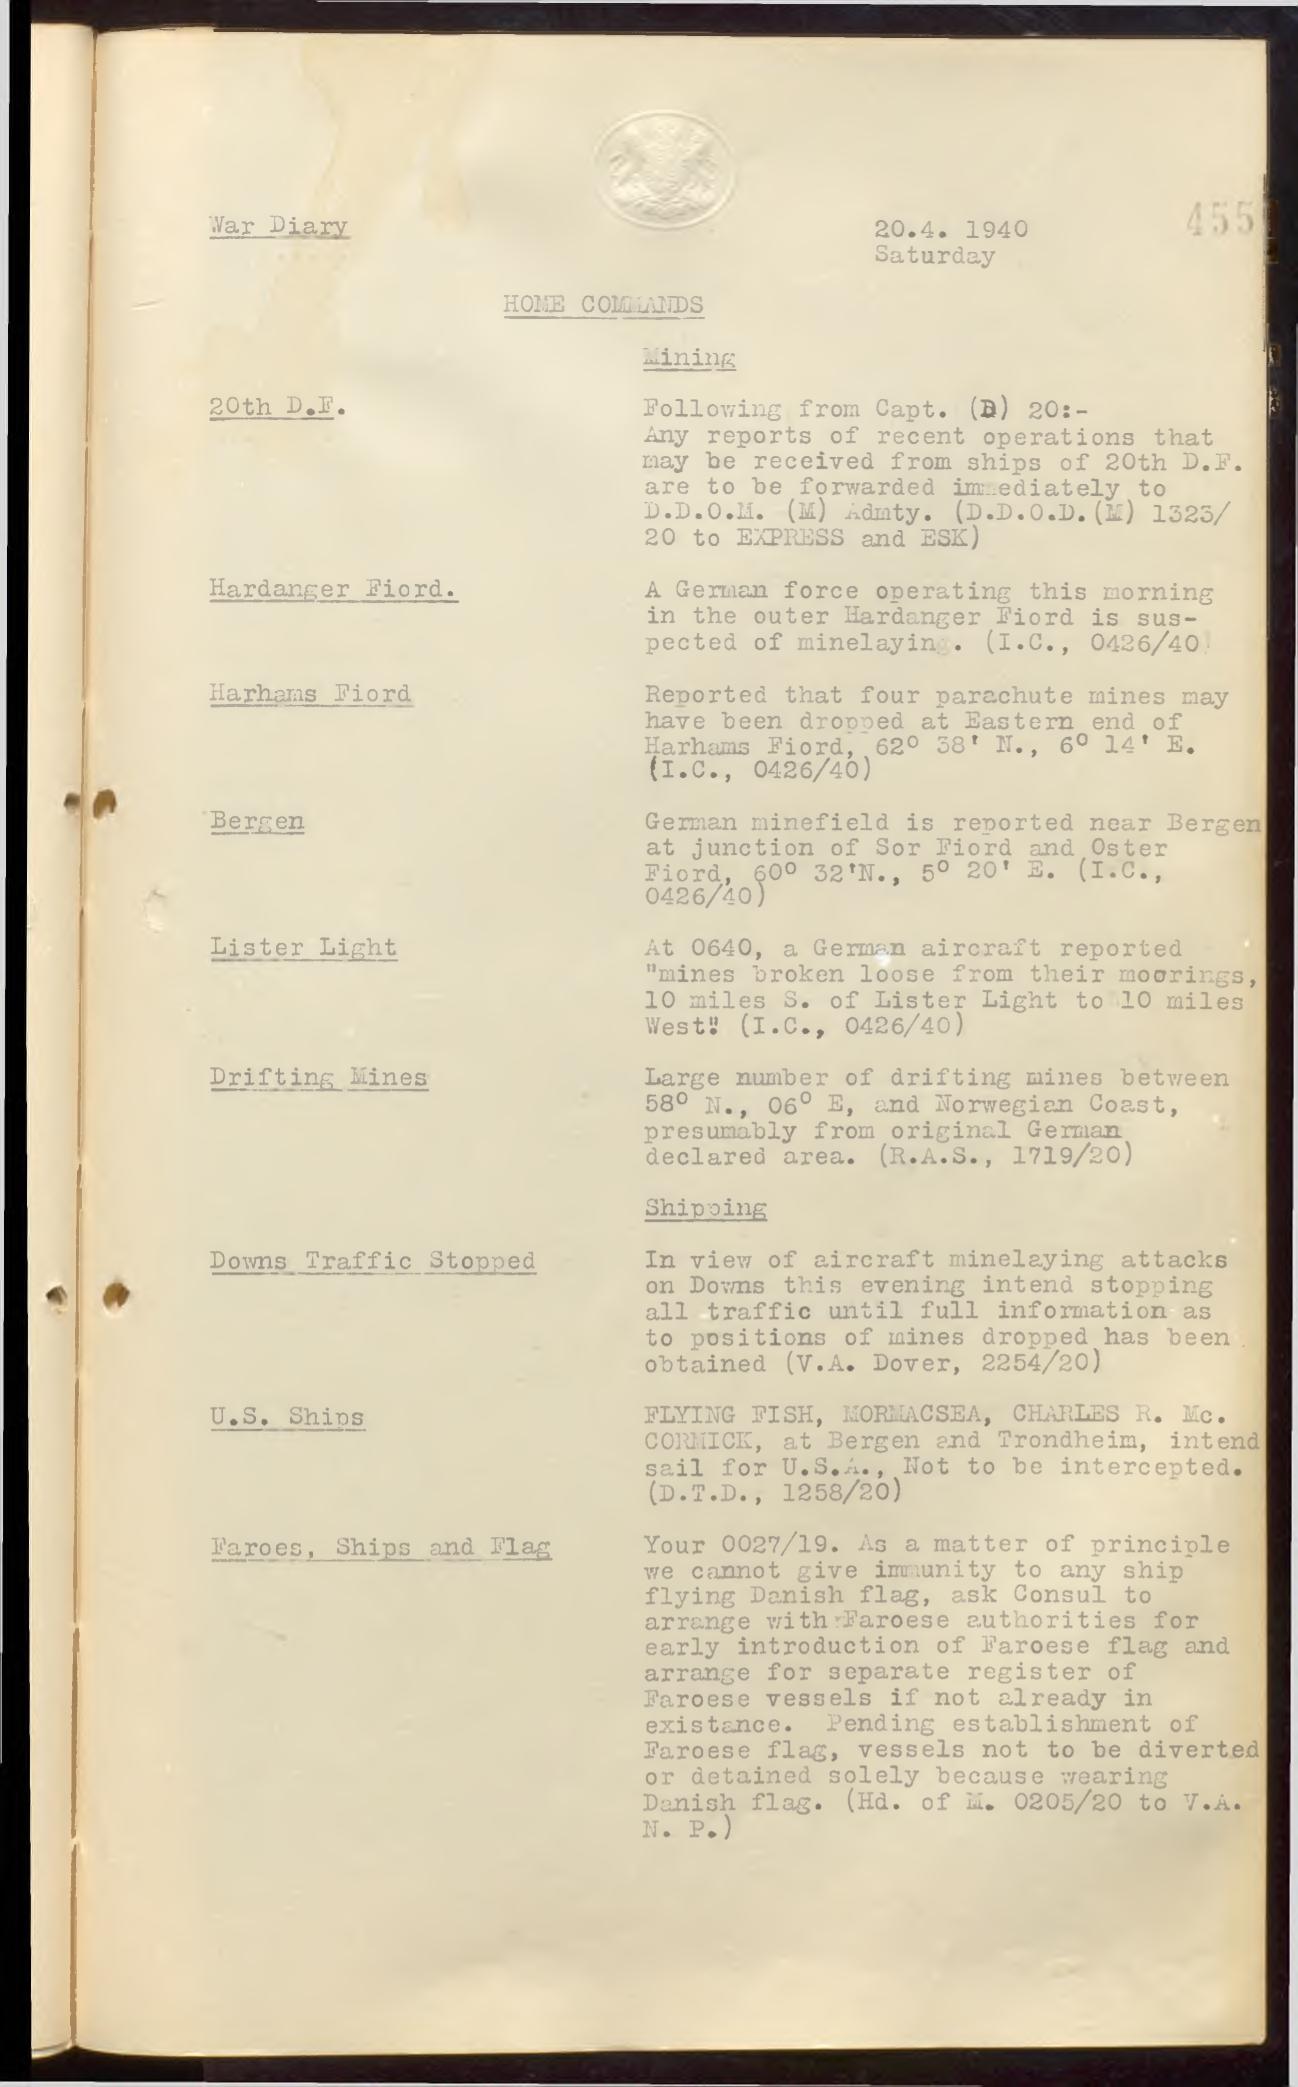 War Diary
20.4. 1940
Saturday
455
HOME COMMANDS
Mining
20th D.F.
Following from Capt. (D) 20:-
Any reports of recent operations that
may be received from ships of 20th D.F.
are to be forwarded immediately to
D.D.O.M. (M) Admty. (D.D.O.D.(M) 1323/
20 to EXPRESS and ESK)
Hardanger Fiord.
A German force operating this morning
in the outer Hardanger Fiord is sus-
pected of minelaying. (I.C., 0426/40)
Harhams Fiord
Reported that four parachute mines may
have been dropped at Eastern end of
Harhams Fiord, 62º 38' N., 6º 14' E.
(I.C., 0426/40)
Bergen
German minefield is reported near Bergen
at junction of Sor Fiord and Oster
Fiord, 60º 32'N., 5º 20' E. (I.C.,
0426/40)
Lister Light
At 0640, a German aircraft reported
"mines broken loose from their moorings,
10 miles S. of Lister Light to 10 miles
West". (I.C., 0426/40)
Drifting Mines
Large number of drifting mines between
58º N., 06º E, and Norwegian Coast,
presumably from original German
declared area. (R.A.S., 1719/20)
Shipping
Downs Traffic Stopped
In view of aircraft minelaying attacks
on Downs this evening intend stopping
all traffic until full information as
to positions of mines dropped has been
obtained (V.A. Dover, 2254/20)
U.S. Ships
FLYING FISH, MORMACSEA, CHARLES R. Mc.
CORMICK, at Bergen and Trondheim, intend
sail for U.S.A., Not to be intercepted.
(D.T.D., 1258/20)
Faroes, Ships and Flag
Your 0027/19. As a matter of principle
we cannot give immunity to any ship
flying Danish flag, ask Consul to
arrange with Faroese authorities for
early introduction of Faroese flag and
arrange for separate register of
Faroese vessels if not already in
existance. Pending establishment of
Faroese flag, vessels not to be diverted
or detained solely because wearing
Danish flag. (Hd. of M. 0205/20 to V.A.
N. P.)